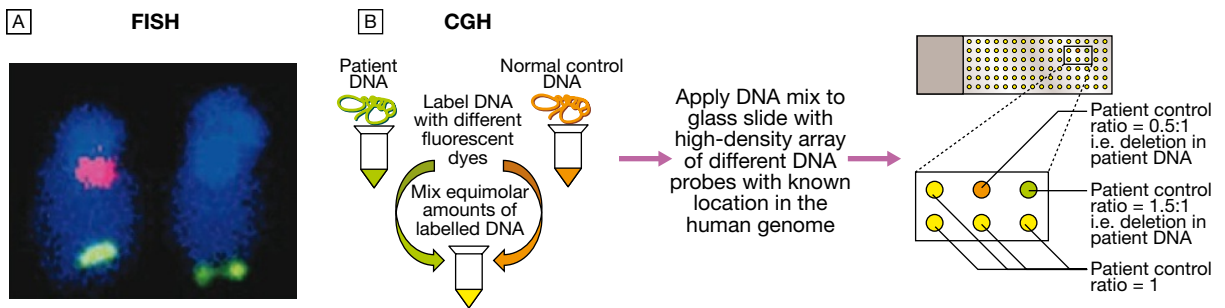 A
FISH
B
CGH
Patient
DNA
Normal control
DNA
Label DNA
with different
fluorescent
dyes
Mix equimolar
amounts of
labelled DNA
Apply DNA mix to
glass slide with
high-density array
of different DNA
probes with known
location in the
human genome
Patient control
ratio = 0.5:1
i.e. deletion in
patient DNA
Patient control
ratio = 1.5:1
i.e. deletion in
patient DNA
Patient control
ratio = 1